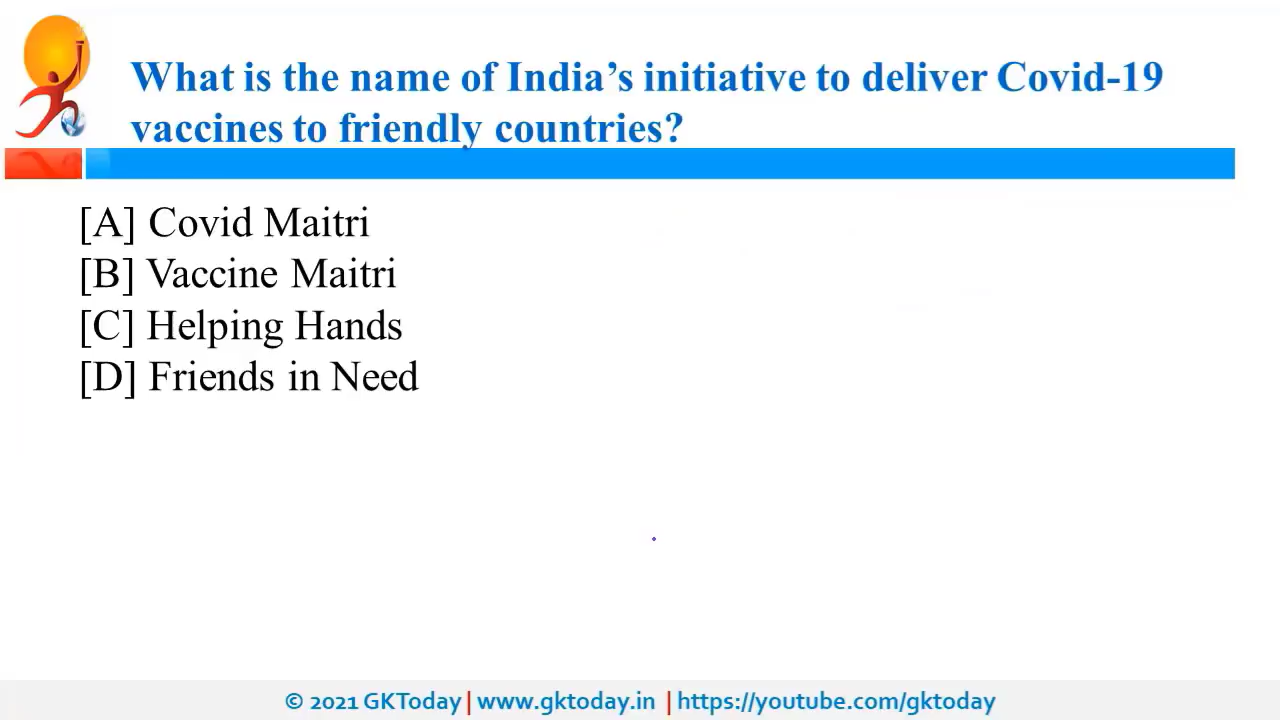 What is the name of India’s initiative to deliver Covid-19
vaccines to friendly countries?
[A] Covid Maitri
[B] Vaccine Maitri
[C] Helping Hands
[D] Friends in Need
© 2021 GKToday | www.gktoday.in | https://youtube.com/gktoday